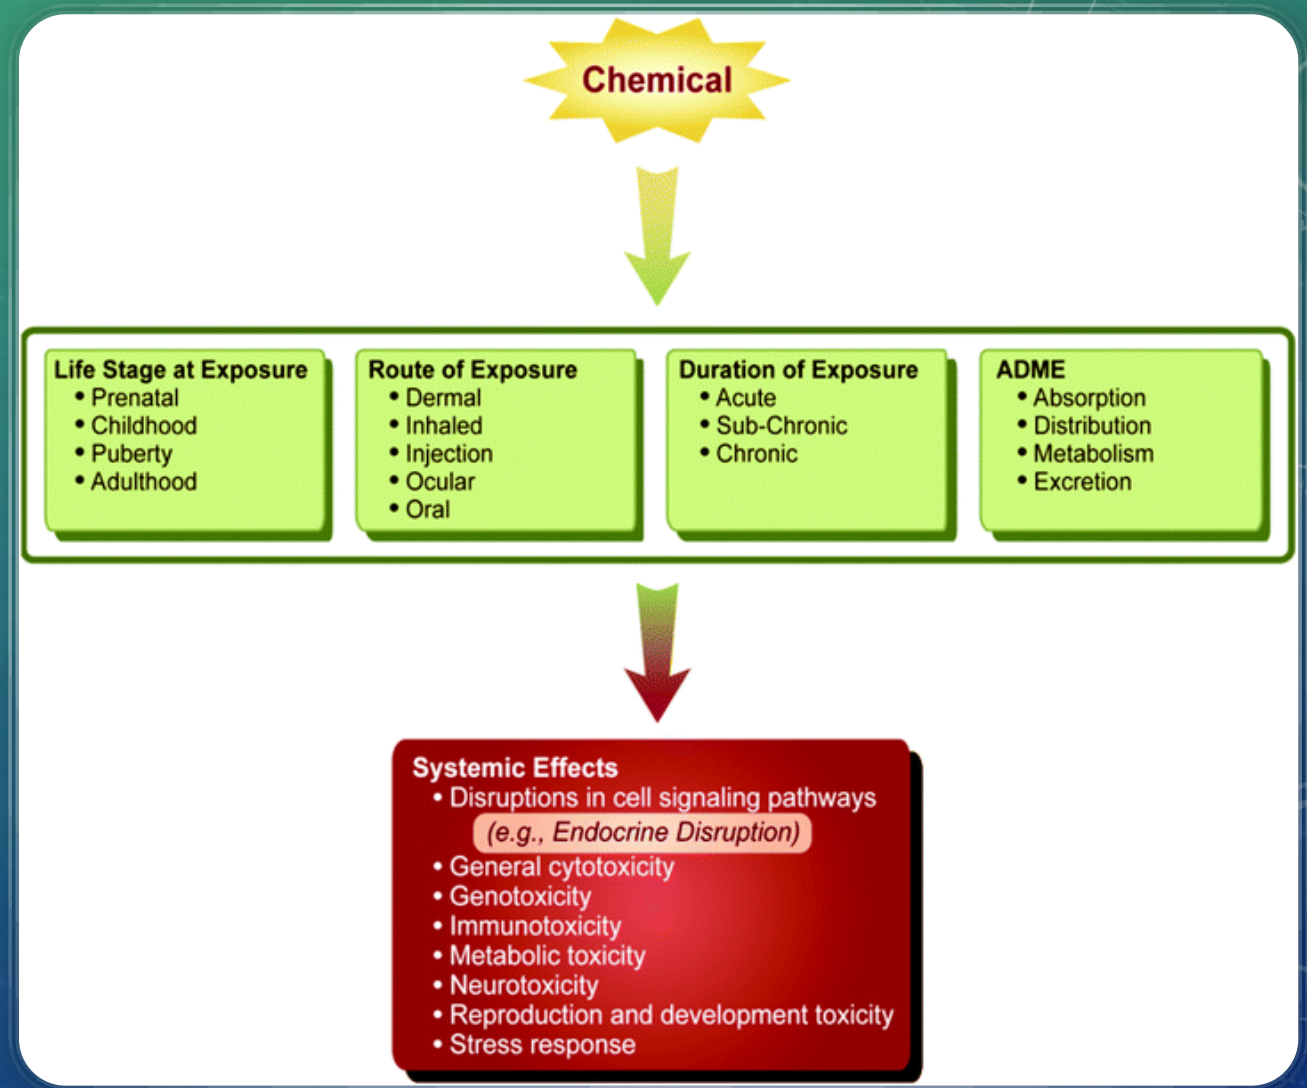 Chemical
Life Stage at Exposure
• Prenatal
• Childhood
• Puberty
• Adulthood
Route of Exposure
• Dermal
• Inhaled
• Injection
• Ocular
• Oral
Duration of Exposure
• Acute
• Sub-Chronic
• Chronic
ADME
• Absorption
• Distribution
• Metabolism
• Excretion
Systemic Effects
• Disruptions in cell signaling pathways
(e.g., Endocrine Disruption)
• General cytotoxicity
• Genotoxicity
• Immunotoxicity
• Metabolic toxicity
• Neurotoxicity
• Reproduction and development toxicity
• Stress response